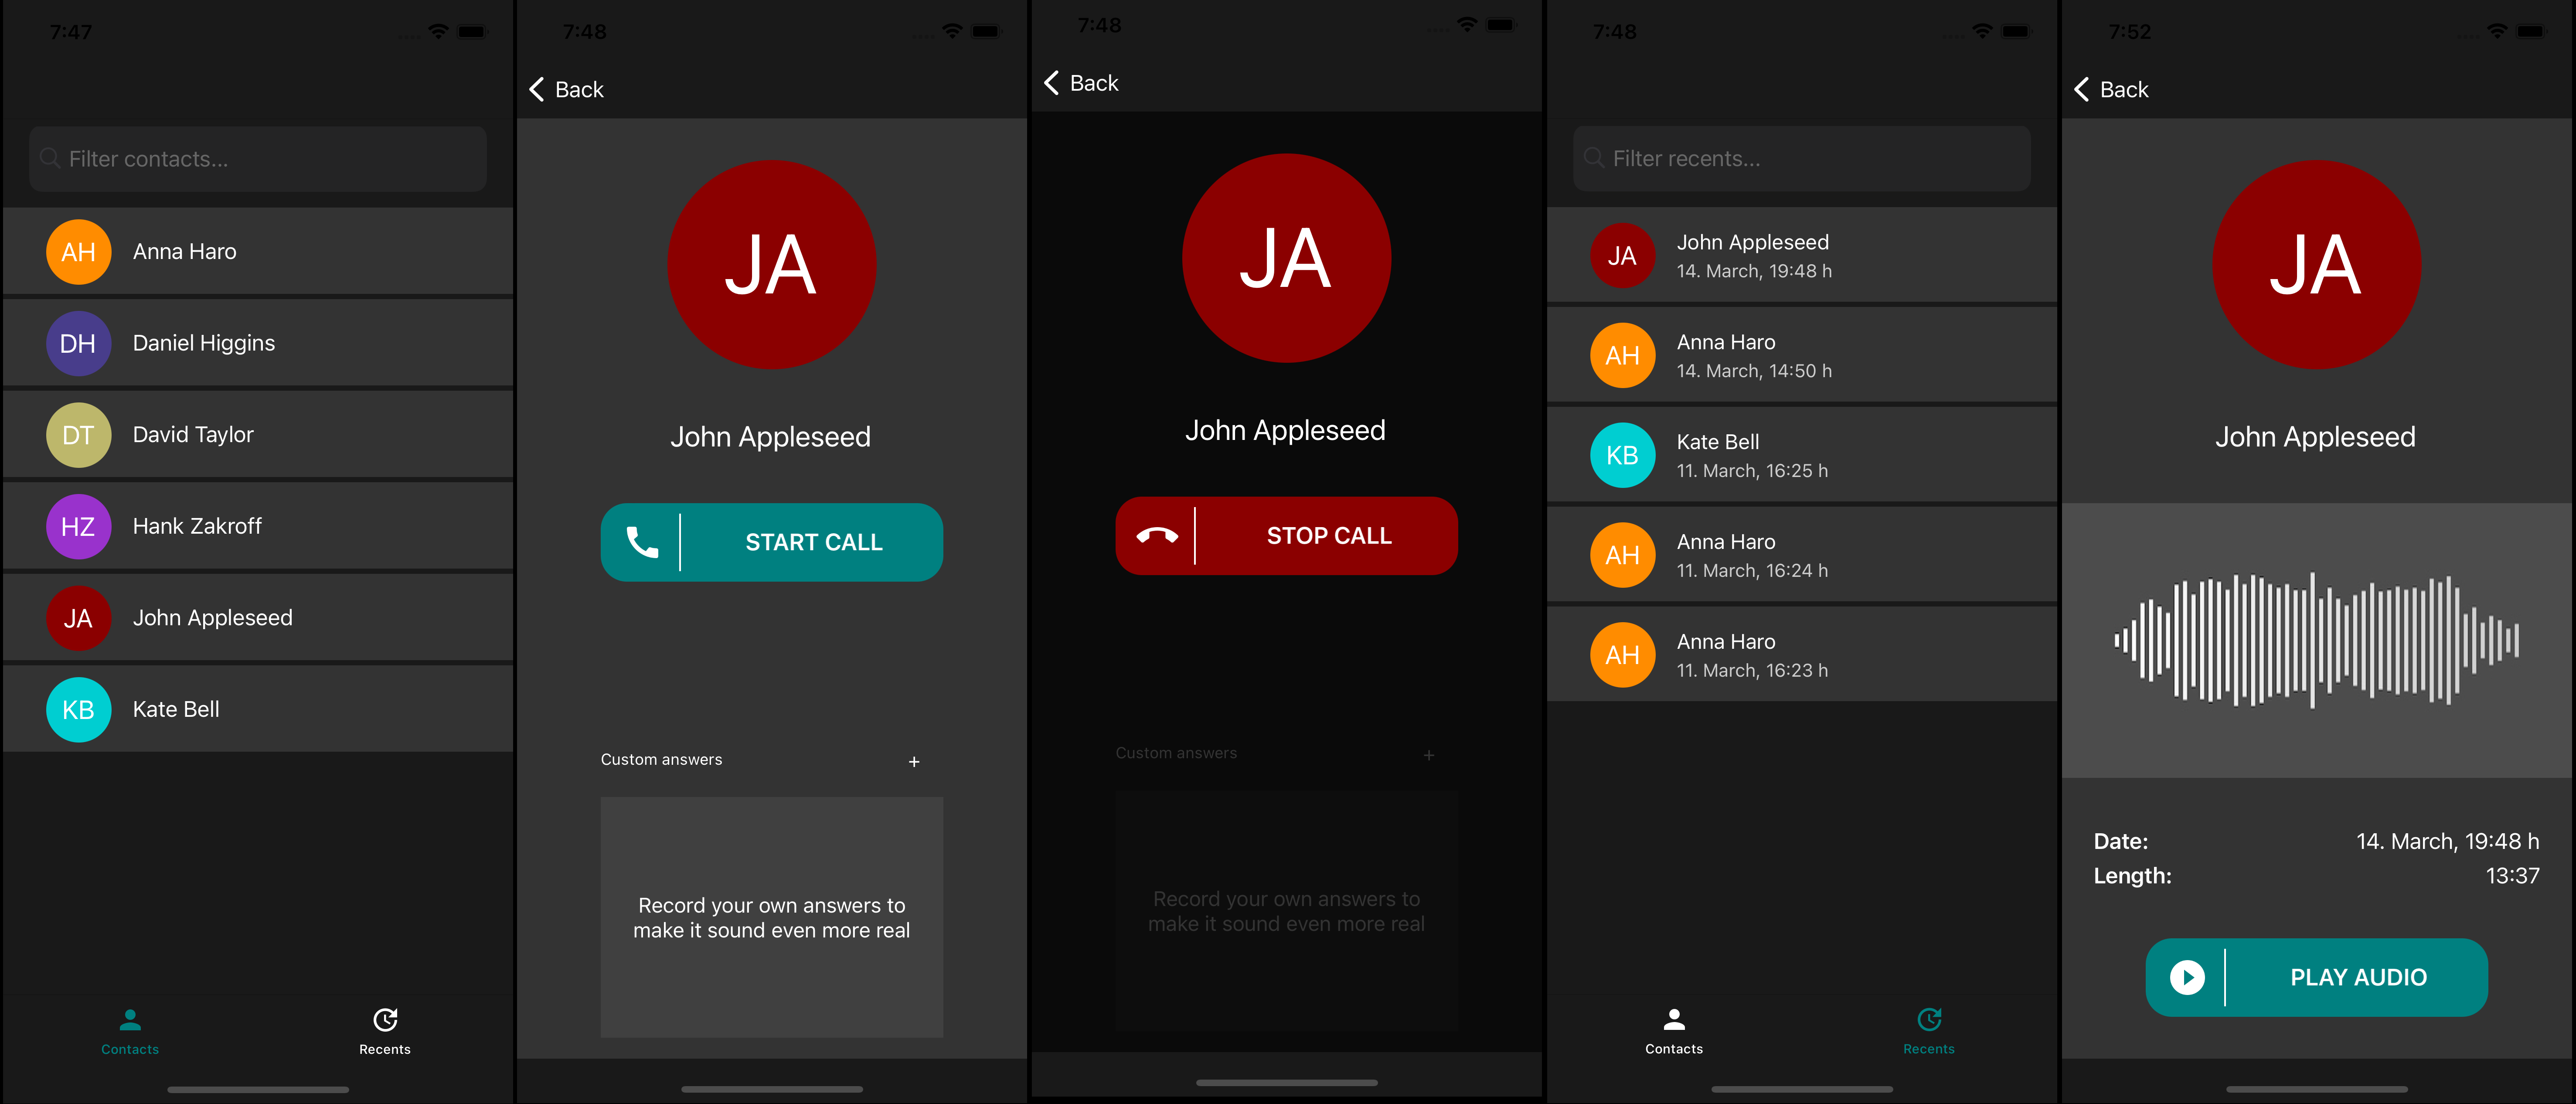 7:47
Filter contacts...
AH
Anna Haro
DH
Daniel Higgins
DT
David Taylor
HZ
Hank Zakroff
JA
John Appleseed
KB
Kate Bell
Contacts
Recents
7:48
Back
JA
John Appleseed
START CALL
Custom answers
+
Record your own answers to
make it sound even more real
7:48
Back
JA
John Appleseed
STOP CALL
Custom answers
+
Record your own answers to
make it sound even more real
7:48
Filter recents...
JA
John Appleseed
14. March, 19:48 h
AH
Anna Haro
14. March, 14:50 h
KB
Kate Bell
11. March, 16:25 h
AH
Anna Haro
11. March, 16:24 h
AH
Anna Haro
11. March, 16:23 h
Contacts
Recents
7:52
Back
JA
John Appleseed
Date: 14. March, 19:48 h
Length: 13:37
PLAY AUDIO